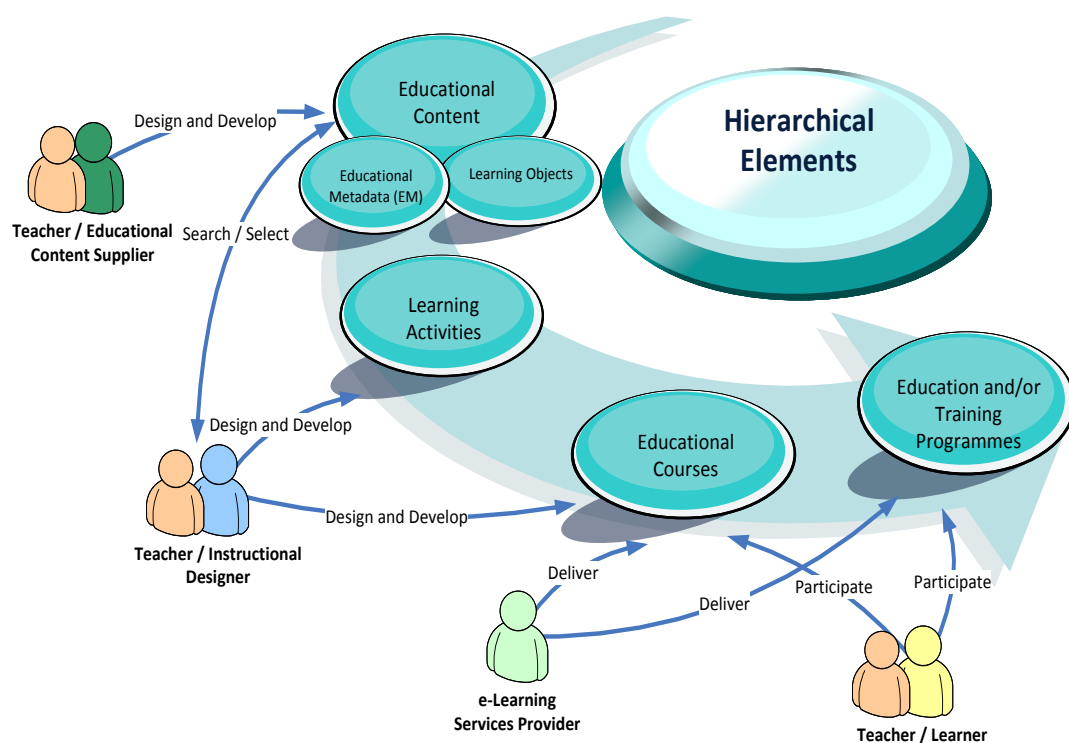 Educational
Content
Hierarchical
Elements
Design and Develop
Educational
Metadata (EM)
Learning Objects
Teacher / Educational
Content Supplier
Search / Select
Learning
Activities
Education and/or
Training
Programmes
Design and Develop
Educational
Courses
Design and Develop
Teacher / Instructional
Designer
Deliver
Deliver
Participate
Participate
e-Learning
Services Provider
Teacher / Learner